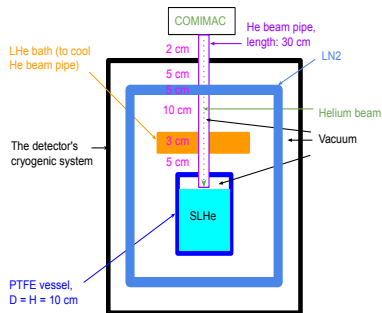 COMIMAC
He beam pipe,
length: 30 cm
2 cm
LHe bath (to cool
He beam pipe)
LN2
5 cm
5 cm
10 cm
Helium beam
The detector's
cryogenic system
3 cm
Vacuum
5 cm
SLHe
PTFE vessel,
D = H = 10 cm